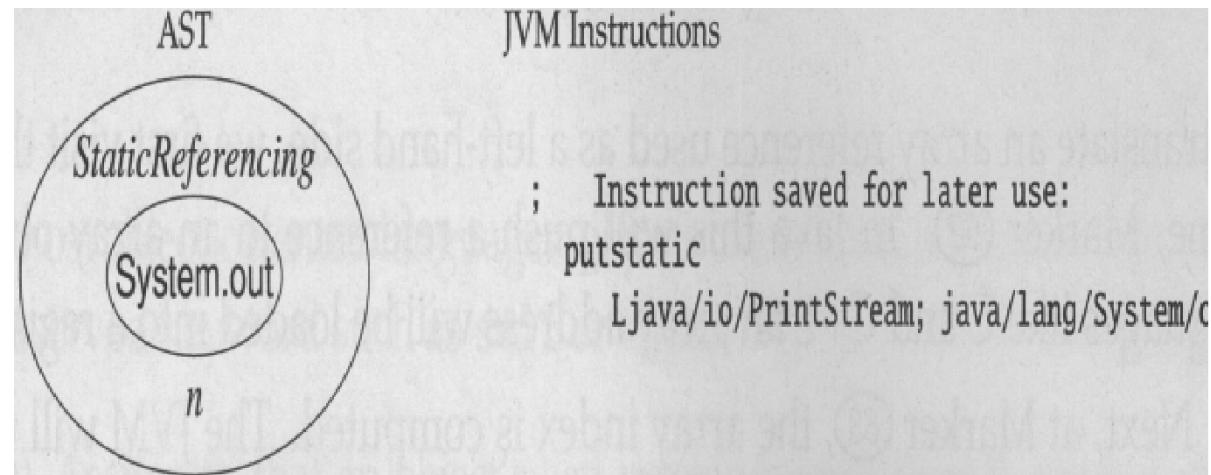 AST JVM Instructions
StaticReferencing
; Instruction saved for later use:
System.out putstatic
Ljava/io/PrintStream; java/lang/System/
n